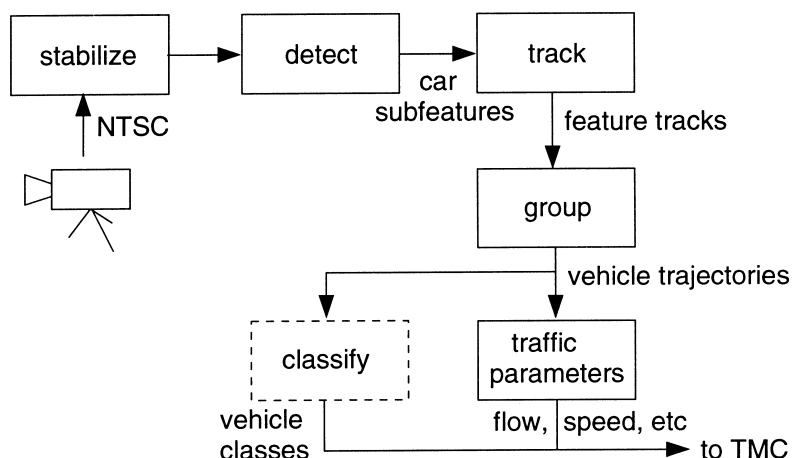 stabilize
detect
track
car
subfeatures
NTSC
feature tracks
group
vehicle trajectories
classify
traffic
parameters
vehicle
classes
flow, speed, etc
to TMC